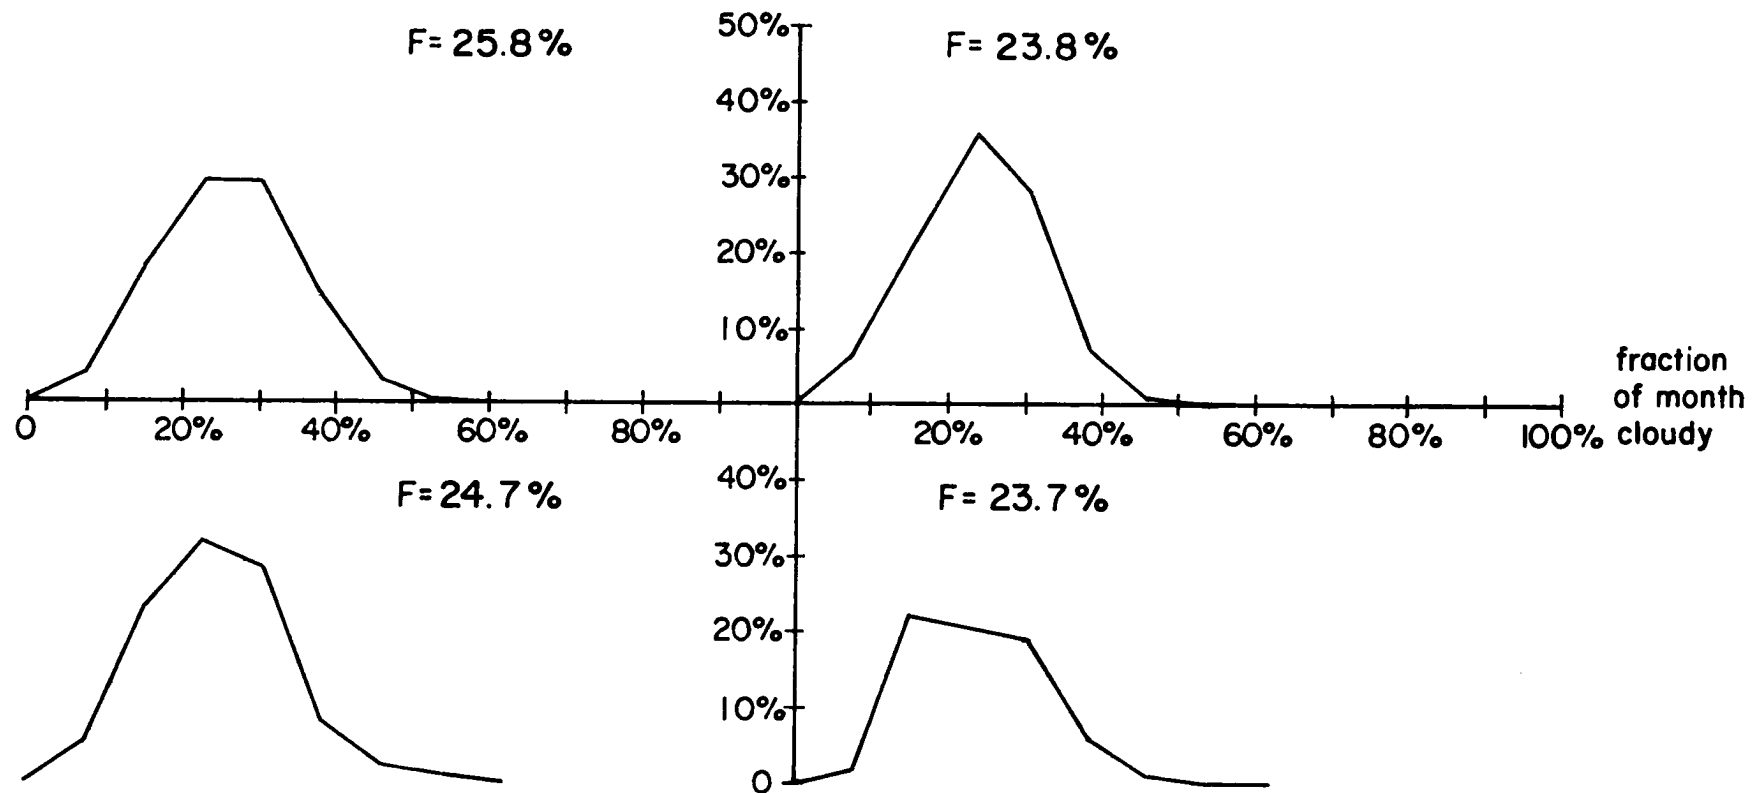 F= 25.8%
50%
F= 23.8%
40%
30%
20%
10%
fraction
of month
cloudy
0 20% 40% 60% 80% 20% 40% 60% 80% 100%
F= 24.7%
40%
F= 23.7%
30%
20%
10%
0